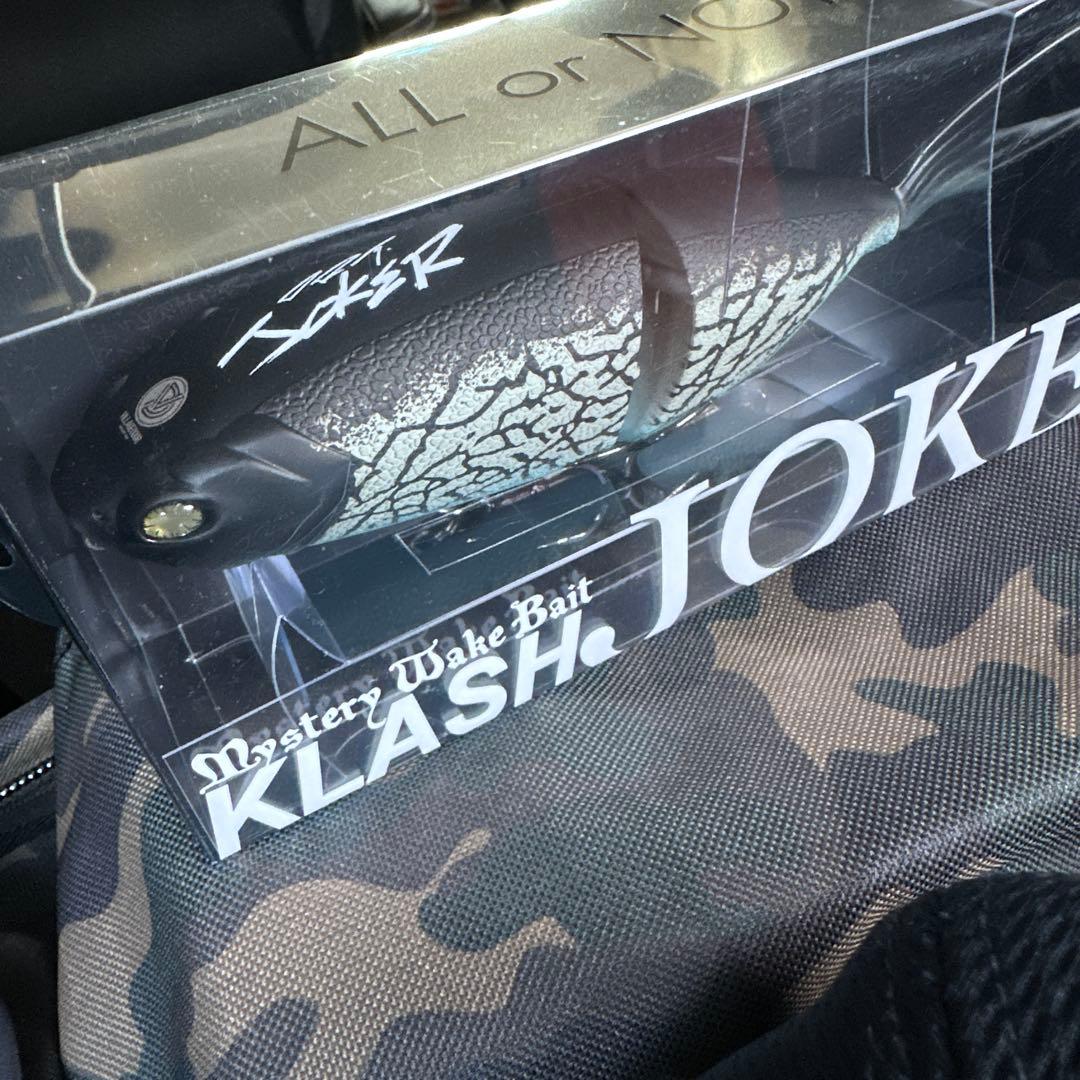 ALL or NO
JOKER
Mystery Wake Bait
KLASH
JOKE